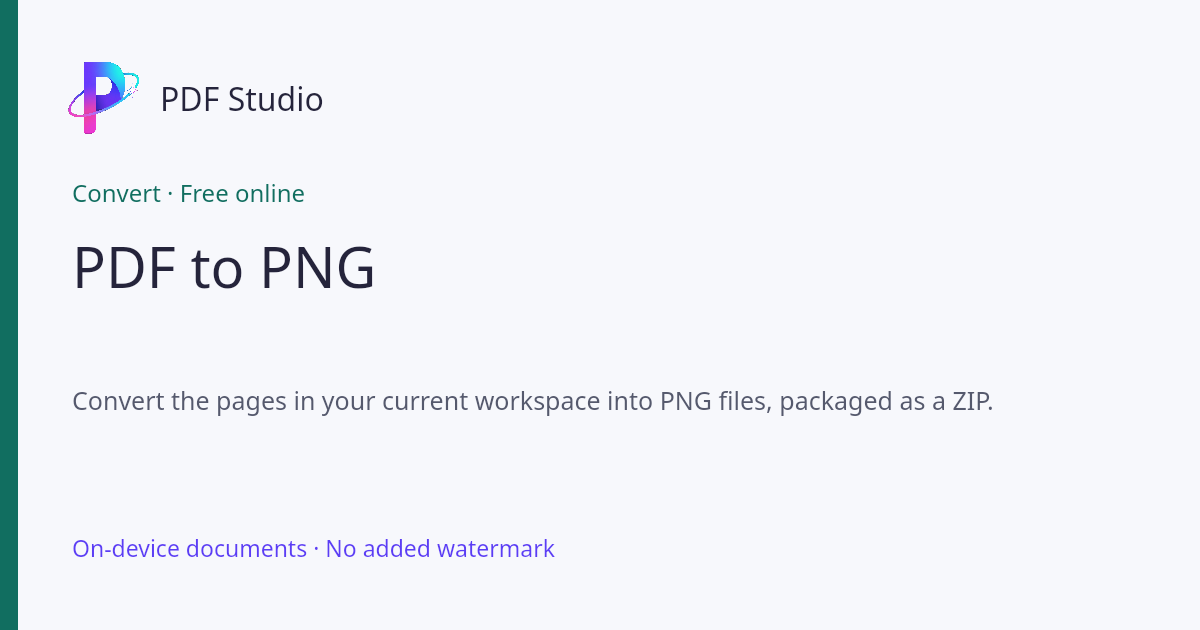 PDF Studio
Convert · Free online
PDF to PNG
Convert the pages in your current workspace into PNG files, packaged as a ZIP.
On-device documents · No added watermark